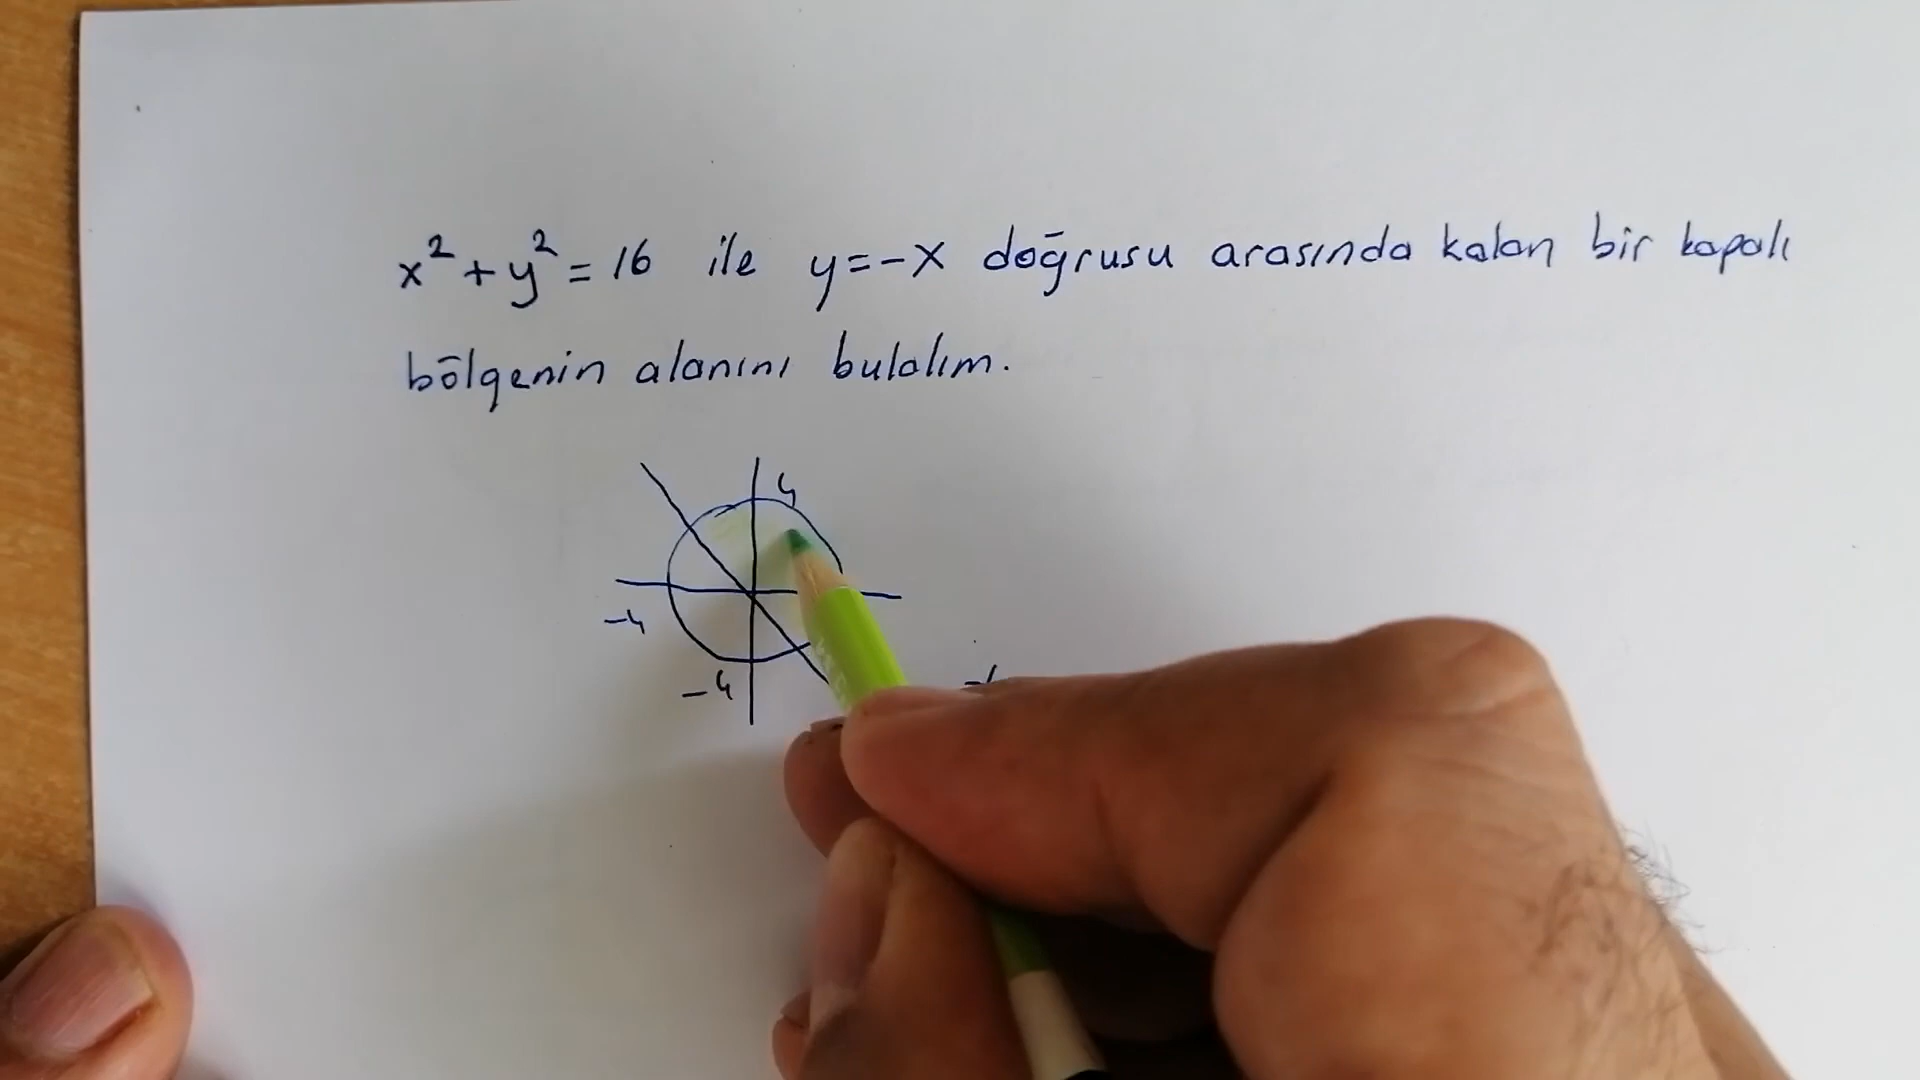 x² + y² = 16 ile y = -x doğrusu arasında kalan bir kapalı
bölgenin alanını bulalım.
4
-4
-4